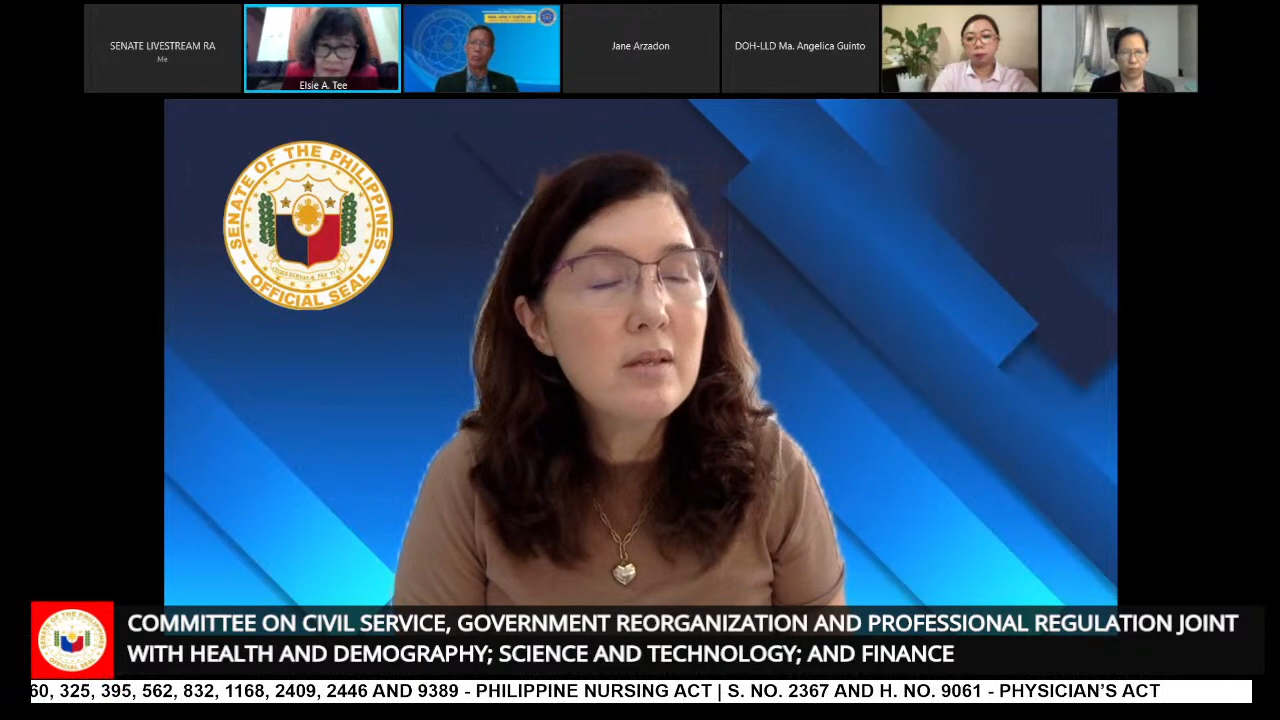 SENATE LIVESTREAM RA
Me
Elsie A. Tee
Jane Arzadon
DOH-LLD Ma. Angelica Guinto
SENATE OF THE PHILIPPINES
OFFICIAL SEAL
COMMITTEE ON CIVIL SERVICE, GOVERNMENT REORGANIZATION AND PROFESSIONAL REGULATION JOINT
WITH HEALTH AND DEMOGRAPHY; SCIENCE AND TECHNOLOGY; AND FINANCE
60, 325, 395, 562, 832, 1168, 2409, 2446 AND 9389 - PHILIPPINE NURSING ACT | S. NO. 2367 AND H. NO. 9061 - PHYSICIAN'S ACT